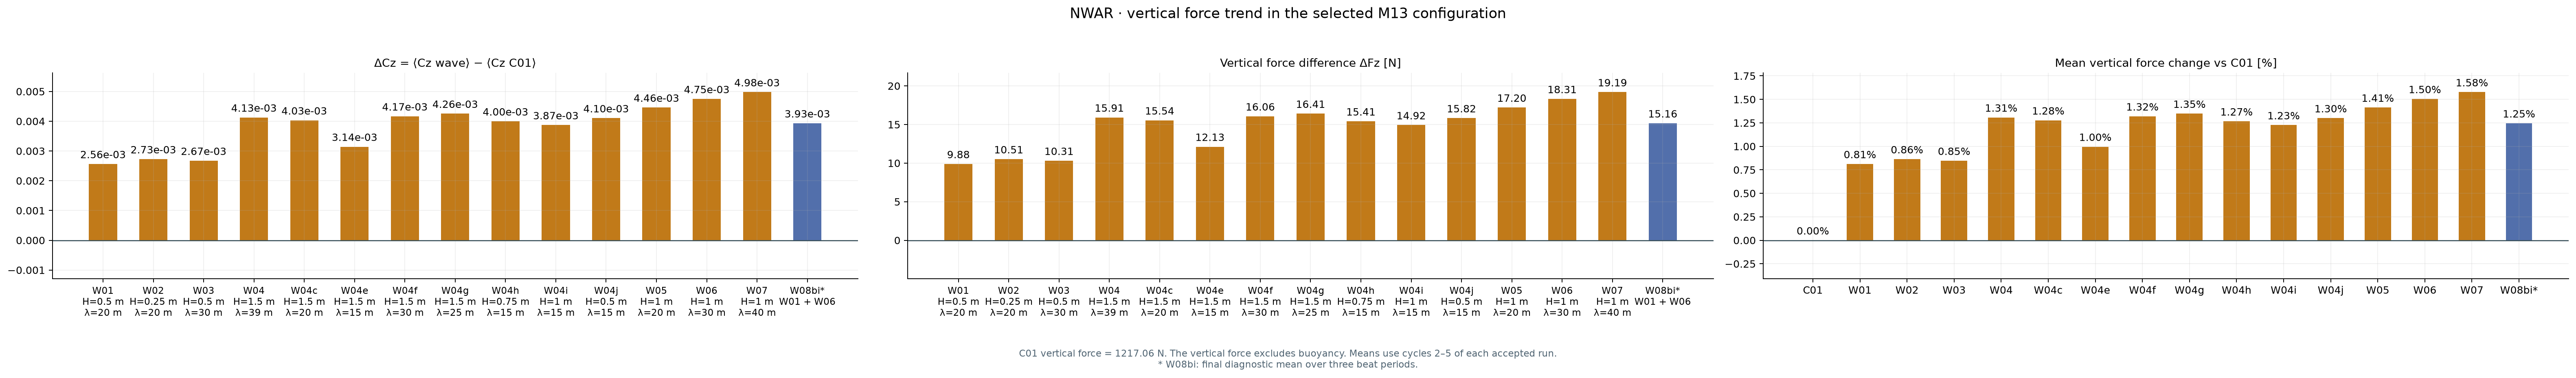 NWAR · vertical force trend in the selected M13 configuration
ΔCz = ⟨Cz wave⟩ − ⟨Cz C01⟩
0.005
0.004
0.003
0.002
0.001
0.000
−0.001
2.56e-03
2.73e-03
2.67e-03
4.13e-03
4.03e-03
3.14e-03
4.17e-03
4.26e-03
4.00e-03
3.87e-03
4.10e-03
4.46e-03
4.75e-03
4.98e-03
3.93e-03
W01
H=0.5 m
λ=20 m
W02
H=0.25 m
λ=20 m
W03
H=0.5 m
λ=30 m
W04
H=1.5 m
λ=39 m
W04c
H=1.5 m
λ=20 m
W04e
H=1.5 m
λ=15 m
W04f
H=1.5 m
λ=30 m
W04g
H=1.5 m
λ=25 m
W04h
H=0.75 m
λ=15 m
W04i
H=1 m
λ=15 m
W04j
H=0.5 m
λ=15 m
W05
H=1 m
λ=20 m
W06
H=1 m
λ=30 m
W07
H=1 m
λ=40 m
W08bi*
W01 + W06
Vertical force difference ΔFz [N]
20
15
10
5
0
9.88
10.51
10.31
15.91
15.54
12.13
16.06
16.41
15.41
14.92
15.82
17.20
18.31
19.19
15.16
W01
H=0.5 m
λ=20 m
W02
H=0.25 m
λ=20 m
W03
H=0.5 m
λ=30 m
W04
H=1.5 m
λ=39 m
W04c
H=1.5 m
λ=20 m
W04e
H=1.5 m
λ=15 m
W04f
H=1.5 m
λ=30 m
W04g
H=1.5 m
λ=25 m
W04h
H=0.75 m
λ=15 m
W04i
H=1 m
λ=15 m
W04j
H=0.5 m
λ=15 m
W05
H=1 m
λ=20 m
W06
H=1 m
λ=30 m
W07
H=1 m
λ=40 m
W08bi*
W01 + W06
Mean vertical force change vs C01 [%]
1.75
1.50
1.25
1.00
0.75
0.50
0.25
0.00
−0.25
0.00%
0.81%
0.86%
0.85%
1.31%
1.28%
1.00%
1.32%
1.35%
1.27%
1.23%
1.30%
1.41%
1.50%
1.58%
1.25%
C01
W01
W02
W03
W04
W04c
W04e
W04f
W04g
W04h
W04i
W04j
W05
W06
W07
W08bi*
C01 vertical force = 1217.06 N. The vertical force excludes buoyancy. Means use cycles 2–5 of each accepted run.
* W08bi: final diagnostic mean over three beat periods.